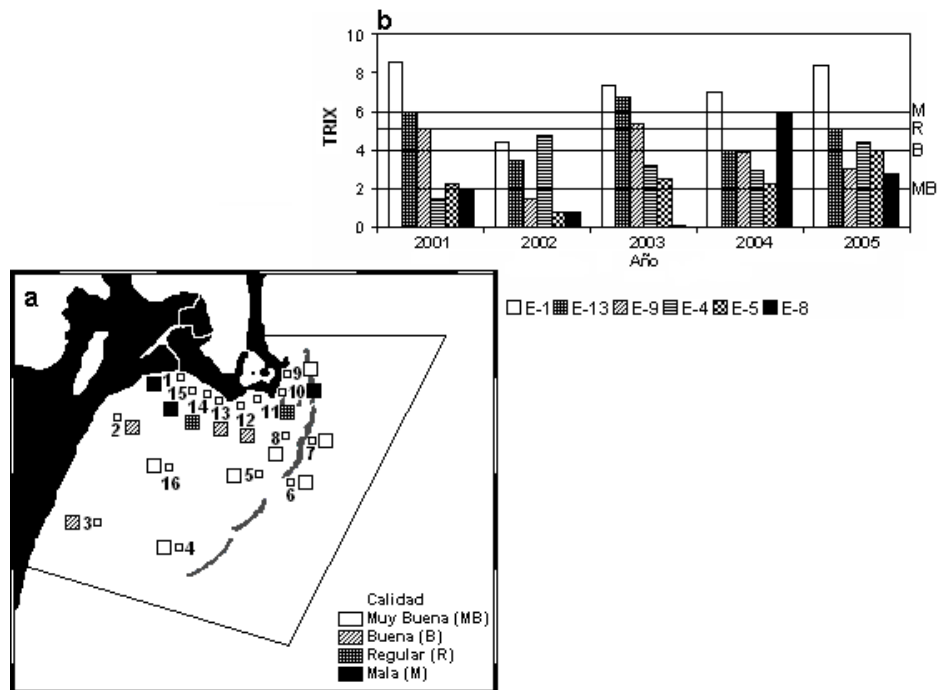 b
10
8
6
4
2
0
TRIX
M
R
B
MB
2001 2002 2003 2004 2005
Año
E-1 E-13 E-9 E-4 E-5 E-8
a
1
15
14
13
12
11
10
9
2
8
7
16
5
6
3
4
Calidad
Muy Buena (MB)
Buena (B)
Regular (R)
Mala (M)